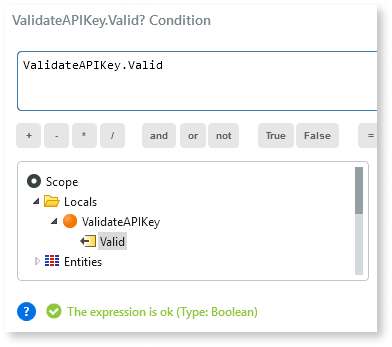 ValidateAPIKey.Valid? Condition
ValidateAPIKey.Valid
+ - * / and or not True False =
Scope
Locals
ValidateAPIKey
Valid
Entities
? The expression is ok (Type: Boolean)